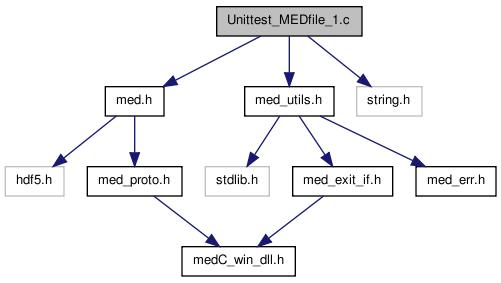 Unittest_MEDfile_1.c
med.h
med_utils.h
string.h
hdf5.h
med_proto.h
stdlib.h
med_exit_if.h
med_err.h
medC_win_dll.h